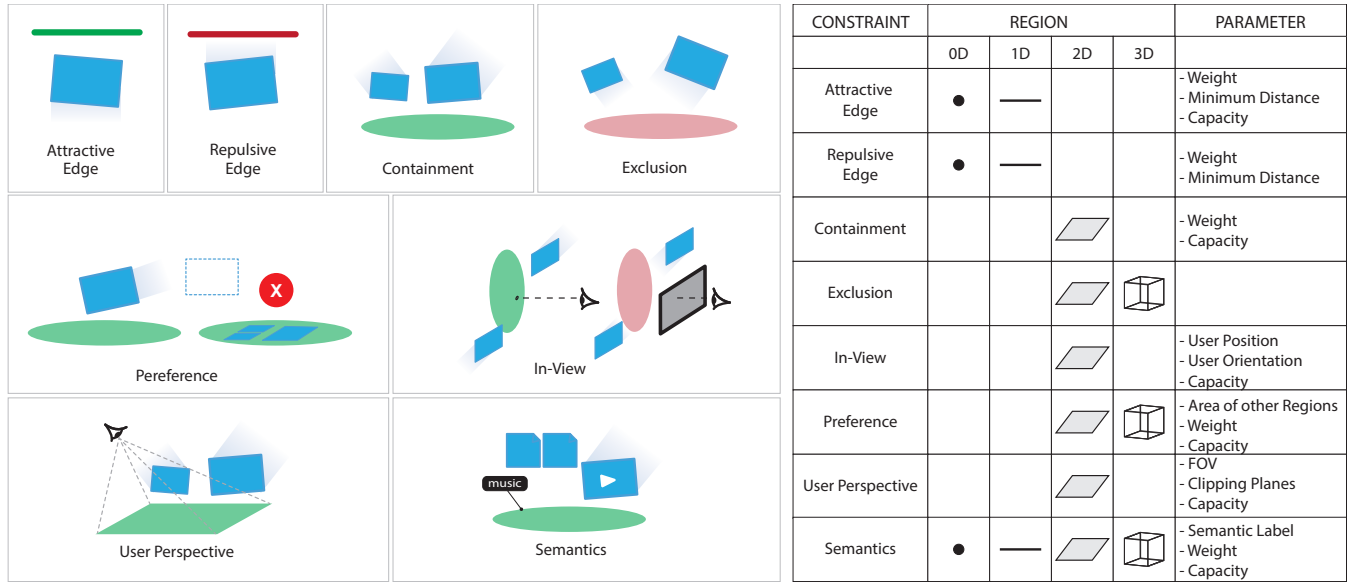 Attractive
Edge
Repulsive
Edge
Containment
Exclusion
X
Pereference
In-View
User Perspective
music
Semantics
CONSTRAINT REGION PARAMETER
0D 1D 2D 3D
Attractive
Edge
- Weight
- Minimum Distance
- Capacity
Repulsive
Edge
- Weight
- Minimum Distance
Containment
- Weight
- Capacity
Exclusion
In-View
- User Position
- User Orientation
- Capacity
Preference
- Area of other Regions
- Weight
- Capacity
User Perspective
- FOV
- Clipping Planes
- Capacity
Semantics
- Semantic Label
- Weight
- Capacity